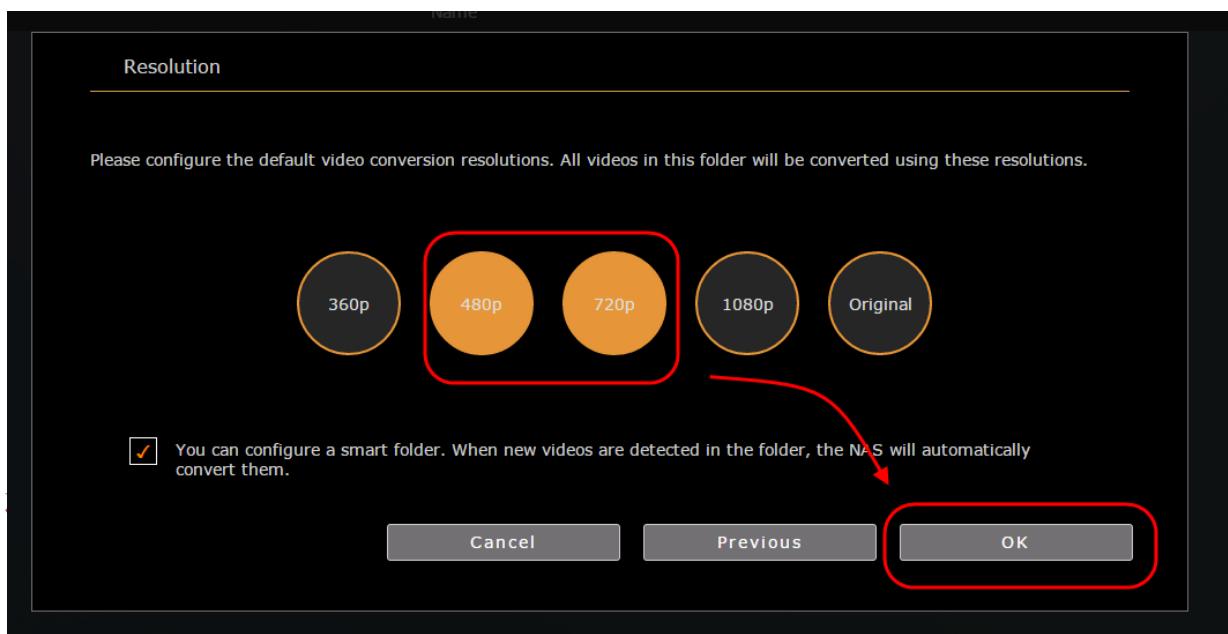 Name
Resolution
Please configure the default video conversion resolutions. All videos in this folder will be converted using these resolutions.
360p
480p
720p
1080p
Original
You can configure a smart folder. When new videos are detected in the folder, the NAS will automatically
convert them.
Cancel
Previous
OK